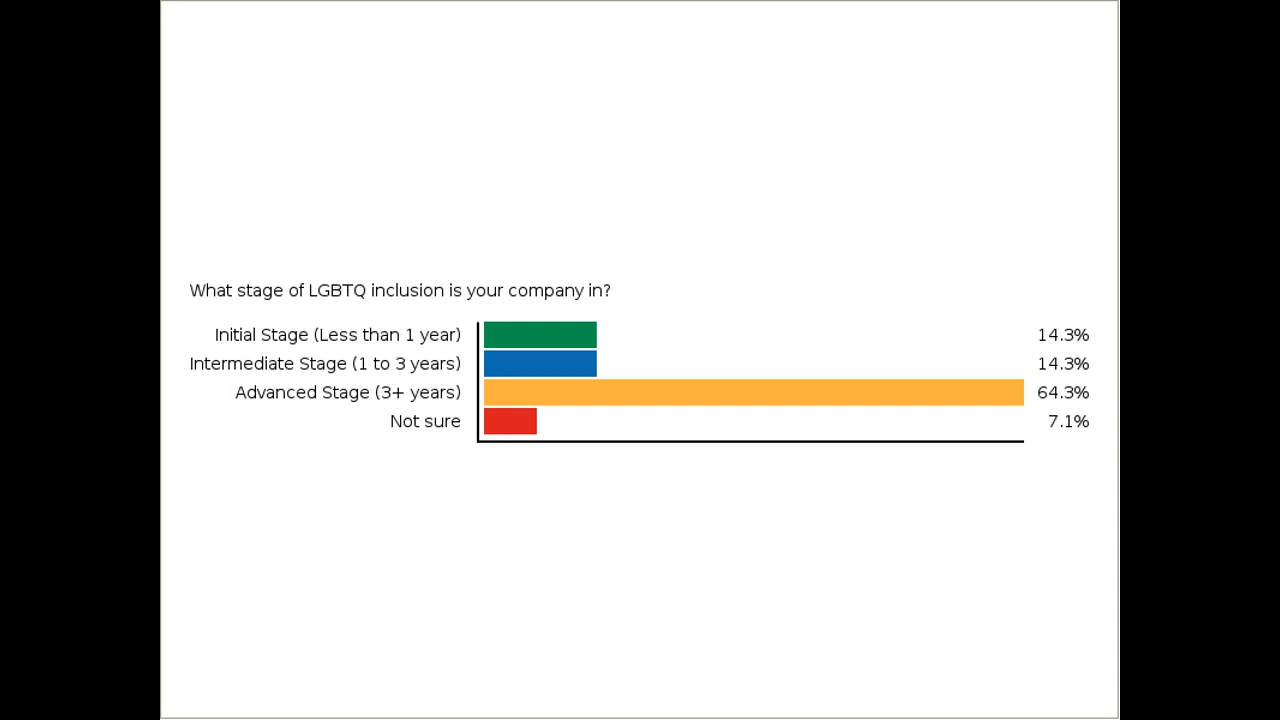 What stage of LGBTQ inclusion is your company in?
Initial Stage (Less than 1 year) 14.3%
Intermediate Stage (1 to 3 years) 14.3%
Advanced Stage (3+ years) 64.3%
Not sure 7.1%